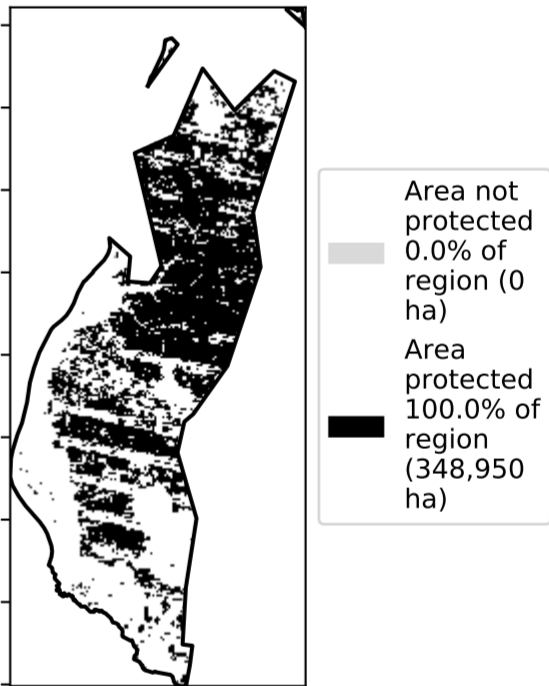 Area not
protected
0.0% of
region (0
ha)
Area
protected
100.0% of
region
(348,950
ha)